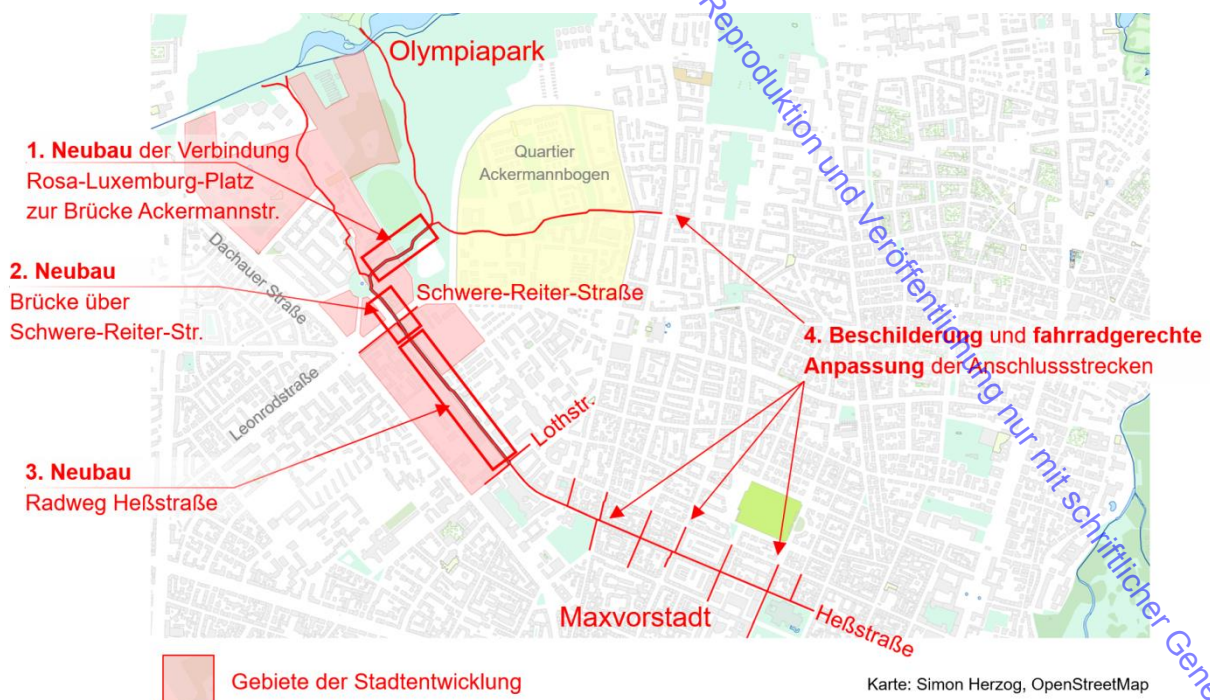 Olympiapark
1. Neubau der Verbindung
Rosa-Luxemburg-Platz
zur Brücke Ackermannstr.
Quartier
Ackermannbogen
Dachauer Straße
2. Neubau
Brücke über
Schwere-Reiter-Str.
Schwere-Reiter-Straße
4. Beschilderung und fahrradgerechte
Anpassung der Anschlussstrecken
Leonrodstraße
Lothstr.
3. Neubau
Radweg Heßstraße
Maxvorstadt
Heßstraße
Gebiete der Stadtentwicklung
Karte: Simon Herzog, OpenStreetMap
Reproduktion und Veröffentlichung nur mit schriftlicher